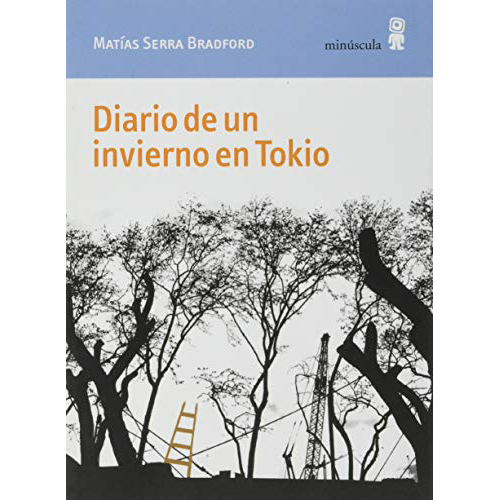 MATÍAS SERRA BRADFORD
minúscula
Diario de un
invierno en Tokio